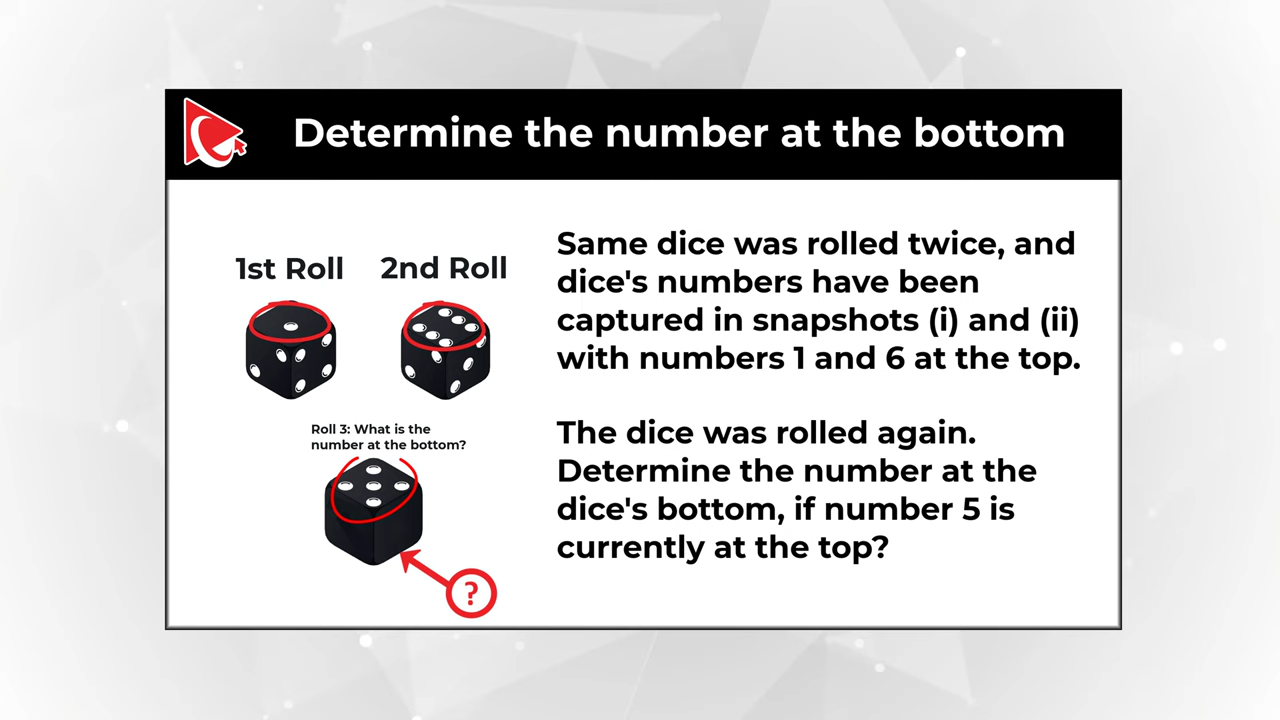 Determine the number at the bottom
1st Roll
2nd Roll
Same dice was rolled twice, and
dice's numbers have been
captured in snapshots (i) and (ii)
with numbers 1 and 6 at the top.
Roll 3: What is the
number at the bottom?
The dice was rolled again.
Determine the number at the
dice's bottom, if number 5 is
currently at the top?
?